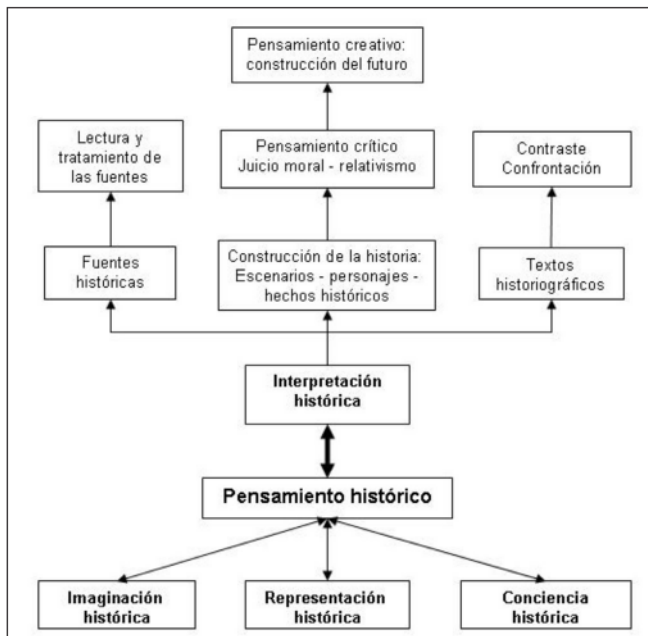 Pensamiento creativo:
construcción del futuro
Lectura y
tratamiento de
las fuentes
Pensamiento crítico
Juicio moral - relativismo
Contraste
Confrontación
Fuentes
históricas
Construcción de la historia:
Escenarios - personajes -
hechos históricos
Textos
historiográficos
Interpretación
histórica
Pensamiento histórico
Imaginación
histórica
Representación
histórica
Conciencia
histórica